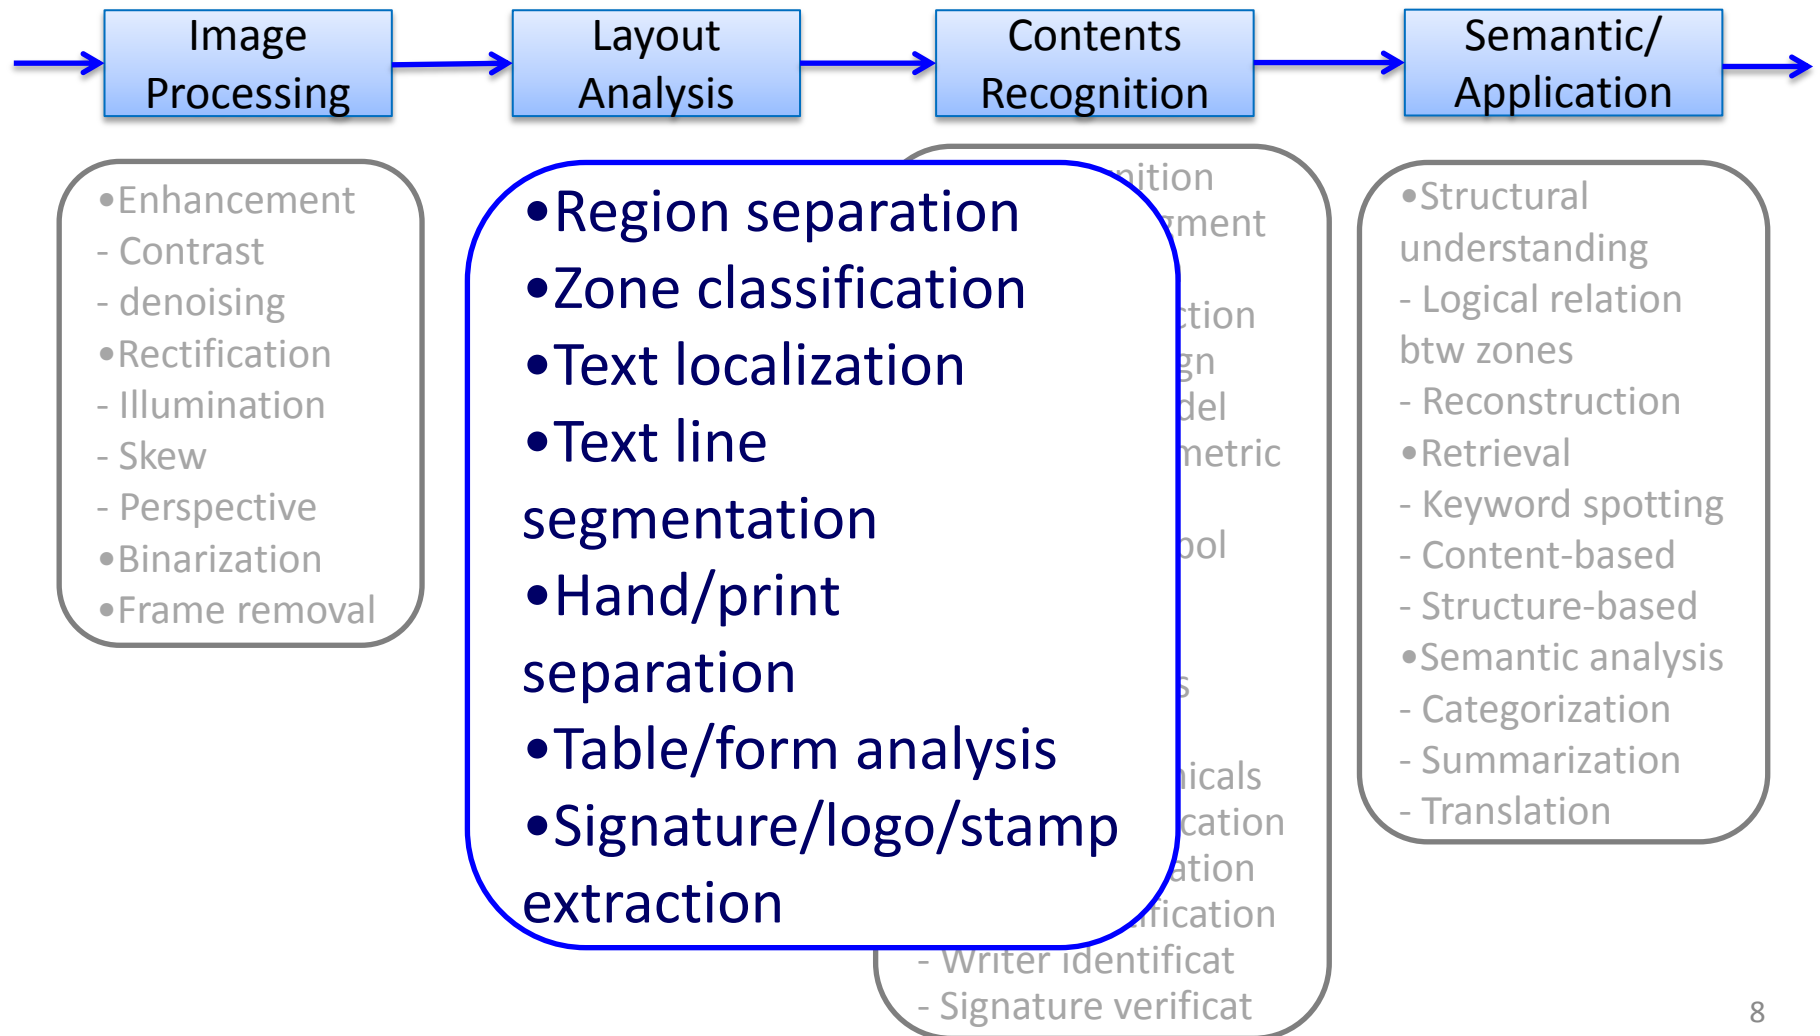 Image
Processing
Layout
Analysis
Contents
Recognition
Semantic/
Application
•Enhancement
- Contrast
- denoising
•Rectification
- Illumination
- Skew
- Perspective
•Binarization
•Frame removal
•Region separation
•Zone classification
•Text localization
•Text line
segmentation
•Hand/print
separation
•Table/form analysis
•Signature/logo/stamp
extraction
- Writer identificat
- Signature verificat
•Structural
understanding
- Logical relation
btw zones
- Reconstruction
•Retrieval
- Keyword spotting
- Content-based
- Structure-based
•Semantic analysis
- Categorization
- Summarization
- Translation
8